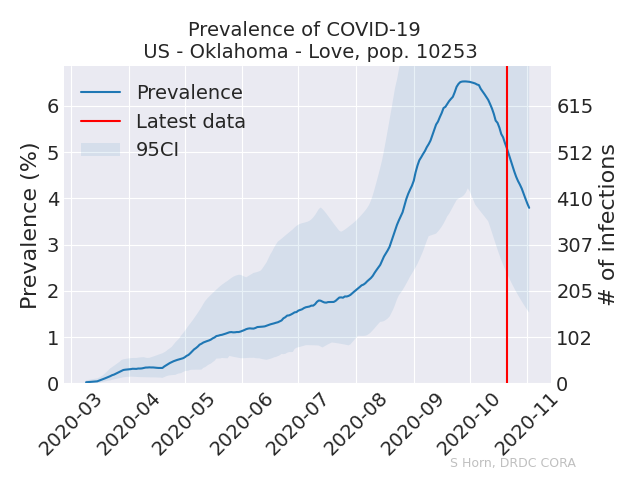 Prevalence of COVID-19
US - Oklahoma - Love, pop. 10253
Prevalence
Latest data
95CI
Prevalence (%)
6
5
4
3
2
1
0
615
512
410
307
205
102
0
# of infections
2020-03
2020-04
2020-05
2020-06
2020-07
2020-08
2020-09
2020-10
2020-11
S Horn, DRDC CORA